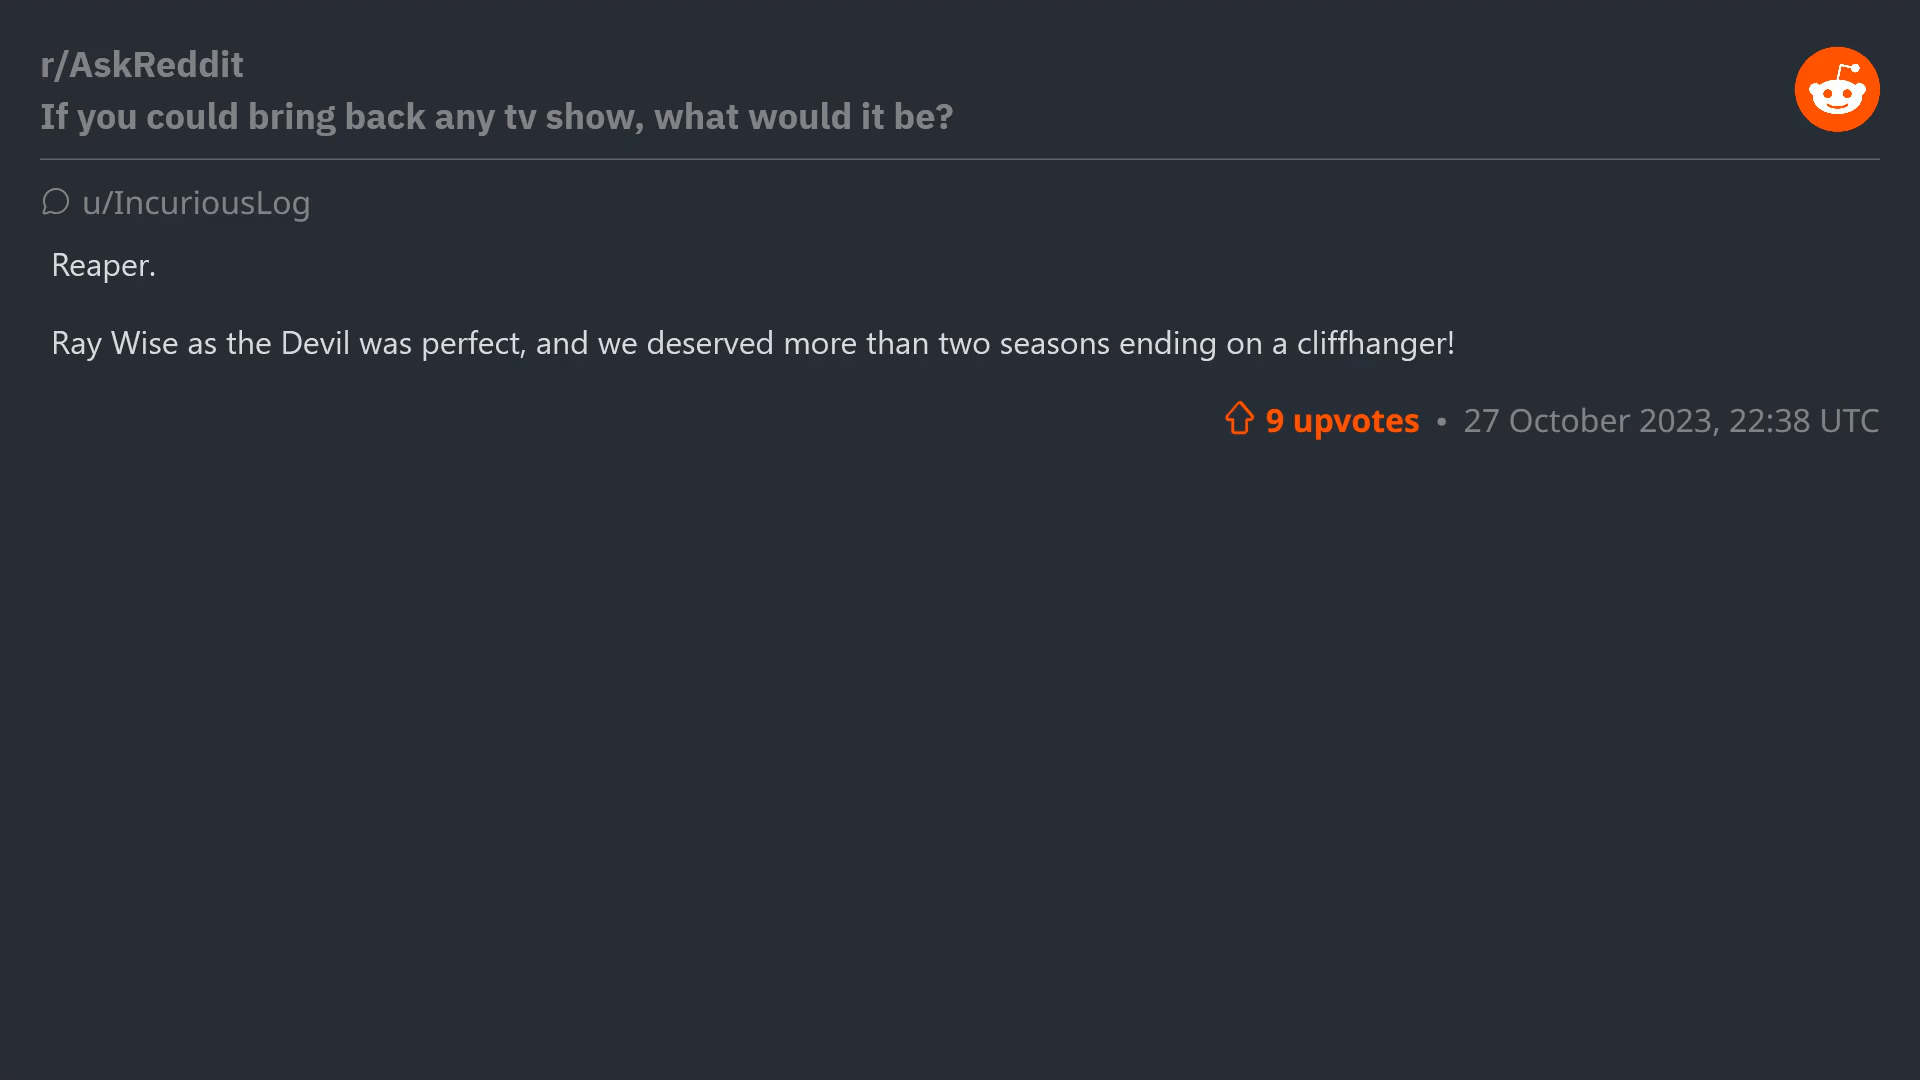 r/AskReddit
If you could bring back any tv show, what would it be?
u/IncuriousLog
Reaper.
Ray Wise as the Devil was perfect, and we deserved more than two seasons ending on a cliffhanger!
9 upvotes • 27 October 2023, 22:38 UTC